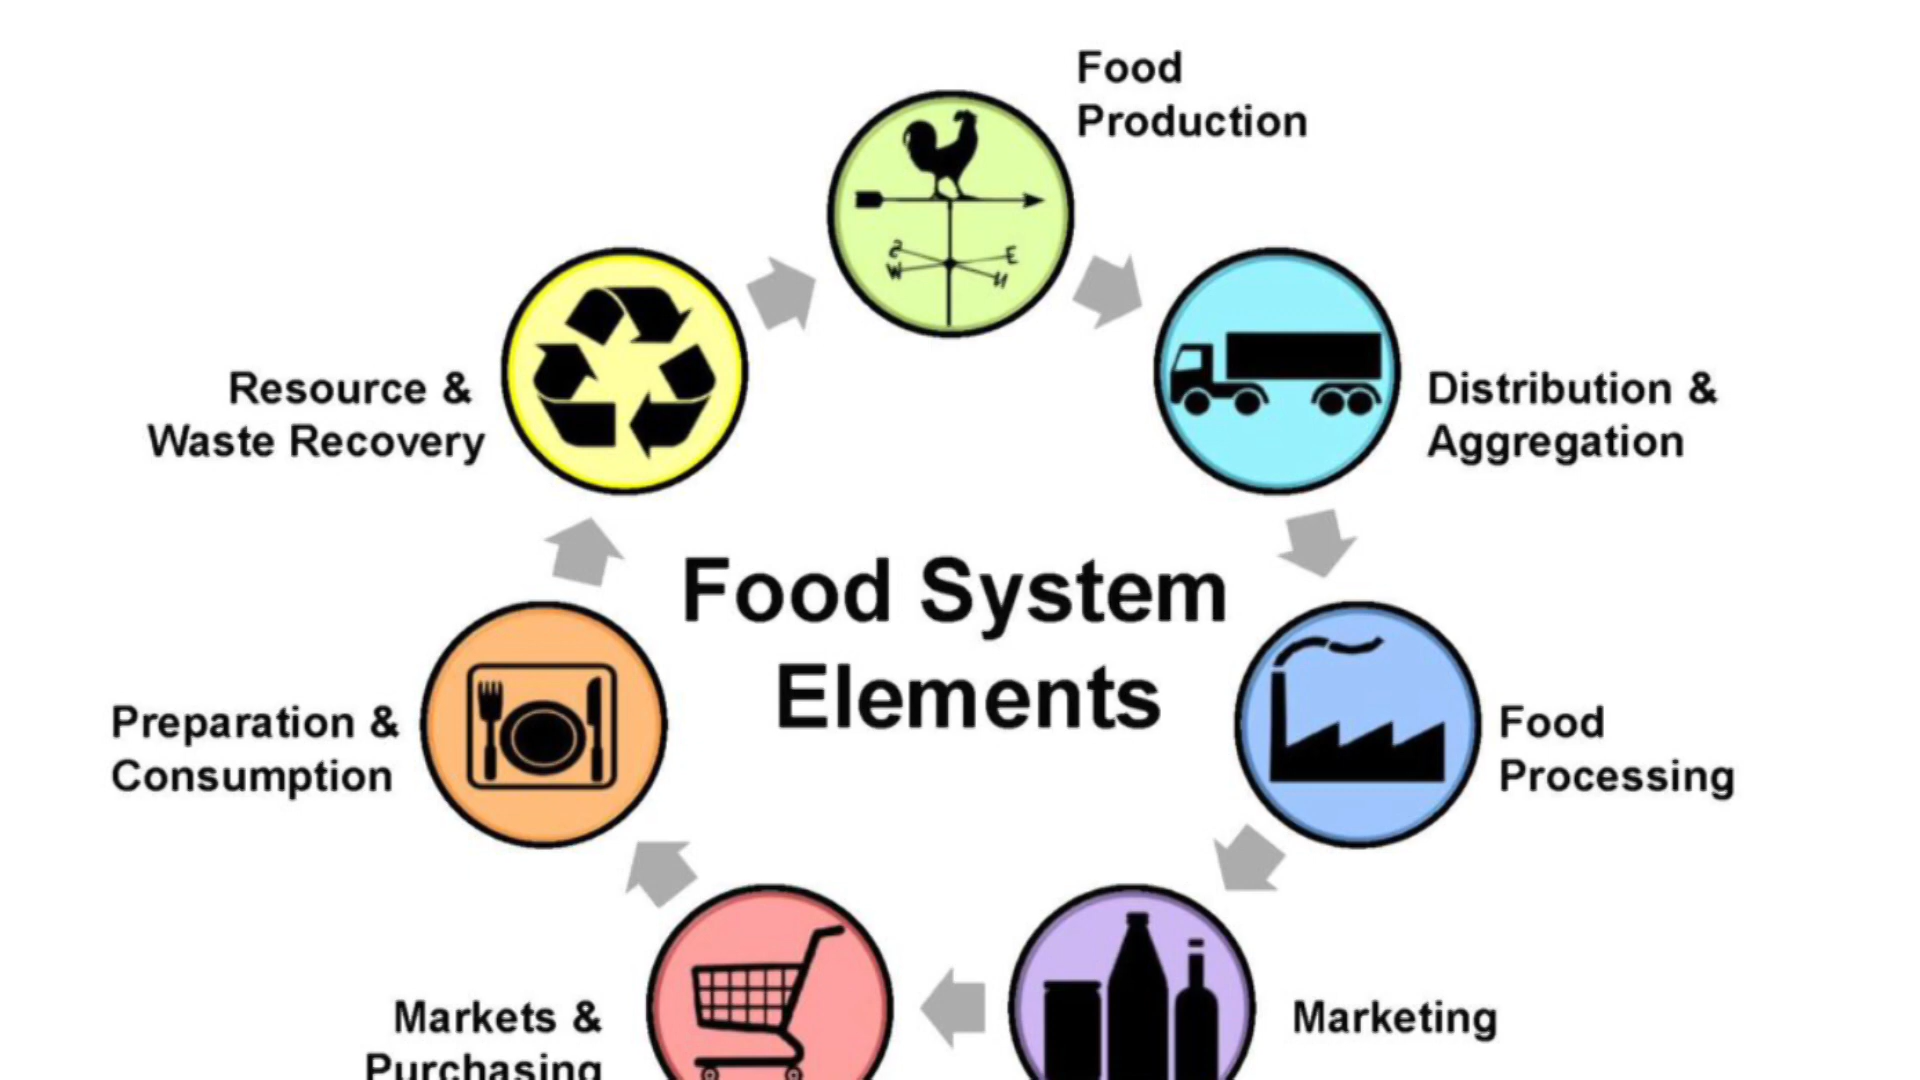 Food
Production
S
E
W
N
Resource &
Waste Recovery
Distribution &
Aggregation
Food System
Elements
Preparation &
Consumption
Food
Processing
Markets &
Purchasing
Marketing